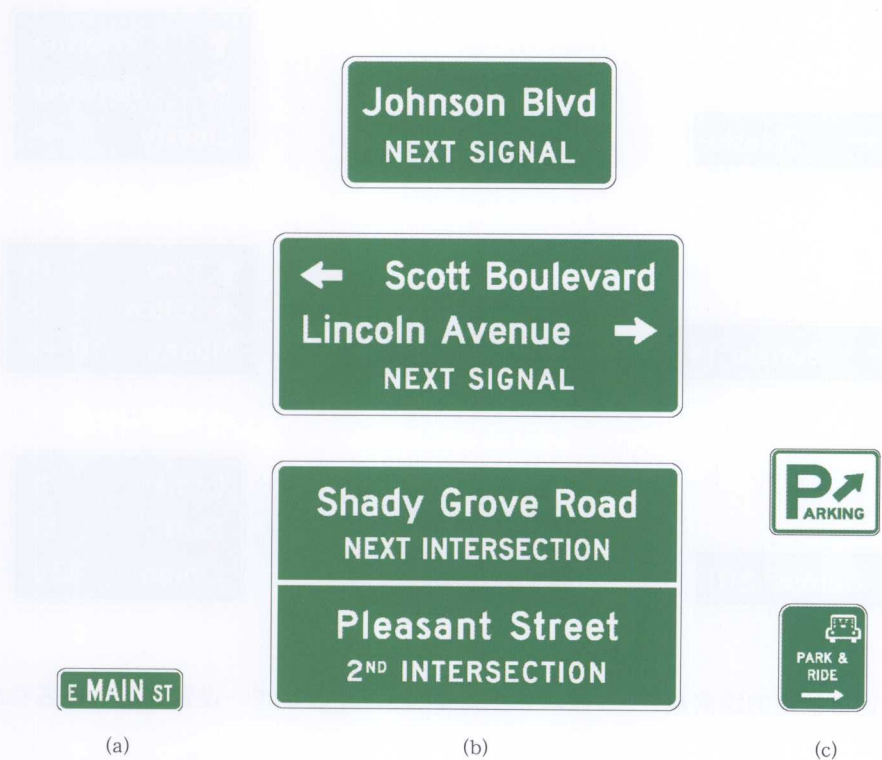 Johnson Blvd
NEXT SIGNAL
← Scott Boulevard
Lincoln Avenue →
NEXT SIGNAL
Shady Grove Road
NEXT INTERSECTION
Pleasant Street
2ND INTERSECTION
E MAIN ST
PARKING
PARK &
RIDE
→
(a)
(b)
(c)